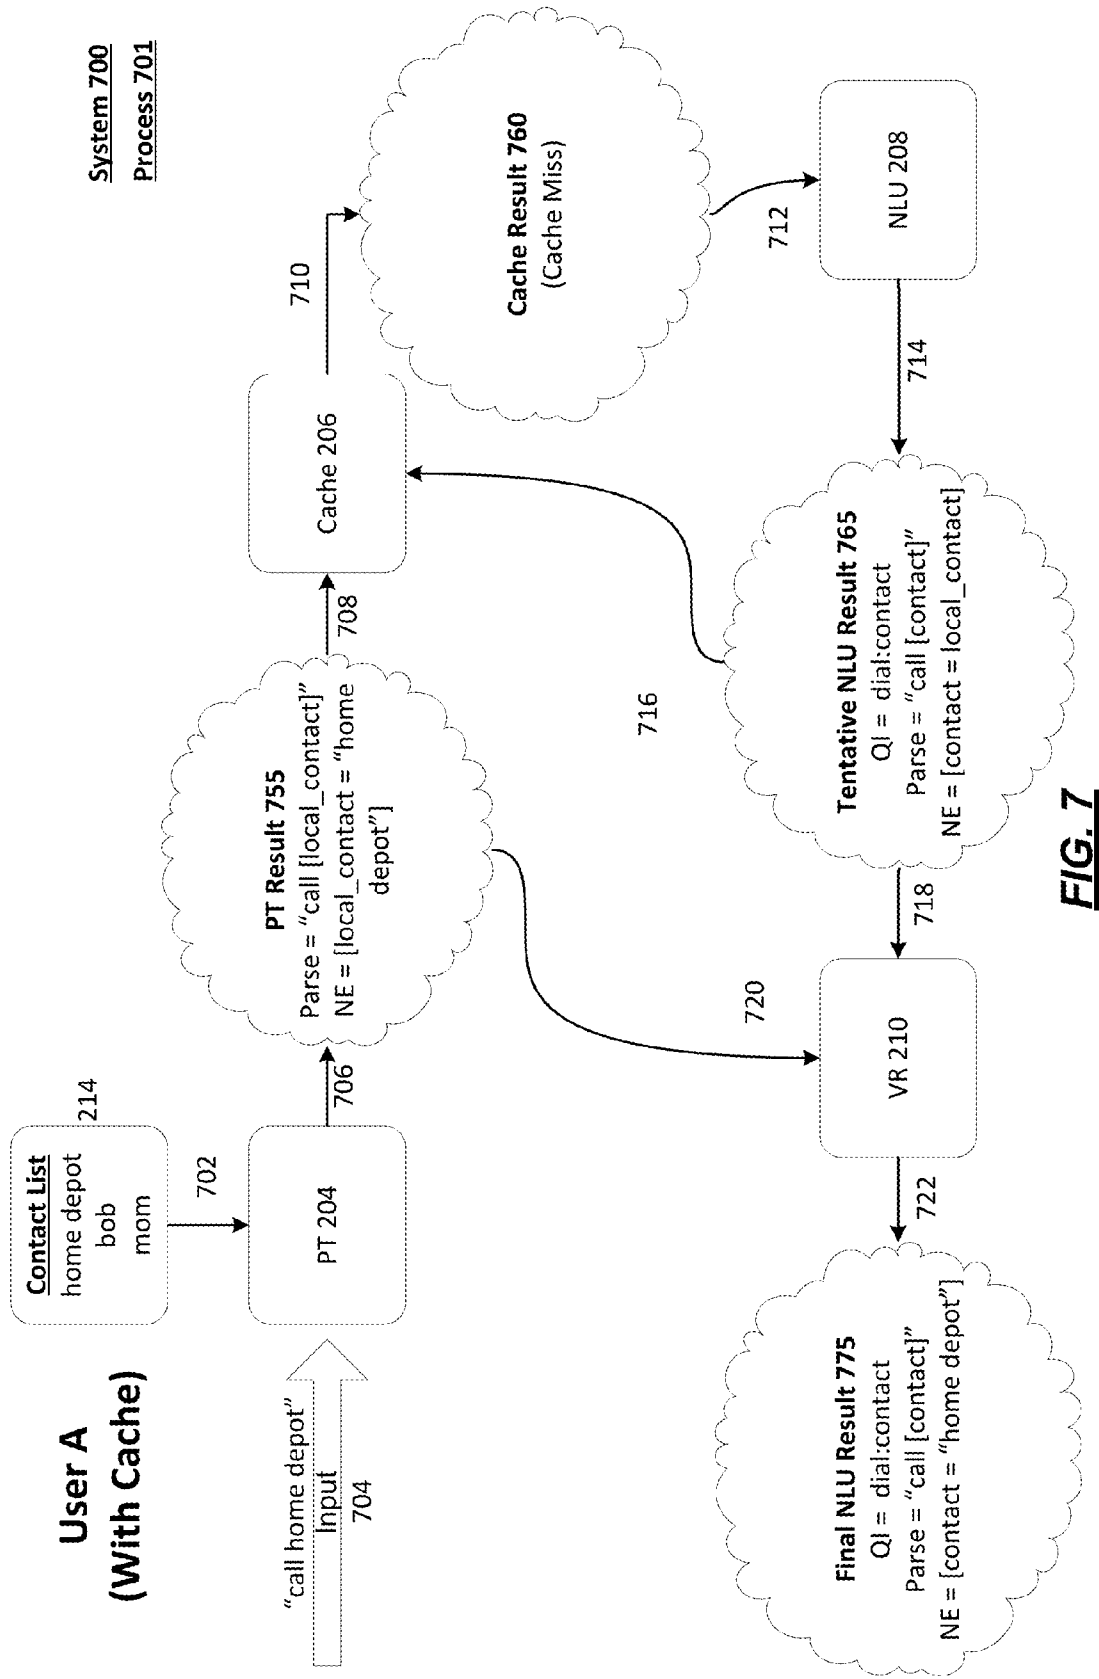 User A
(With Cache)
System 700
Process 701
Contact List
home depot
bob
mom
214
702
"call home depot"
Input
704
PT 204
706
PT Result 755
Parse = "call [local_contact]"
NE = [local_contact = "home
depot"]
708
Cache 206
710
Cache Result 760
(Cache Miss)
712
NLU 208
714
Tentative NLU Result 765
QI = dial:contact
Parse = "call [contact]"
NE = [contact = local_contact]
716
718
720
VR 210
722
Final NLU Result 775
QI = dial:contact
Parse = "call [contact]"
NE = [contact = "home depot"]
FIG. 7